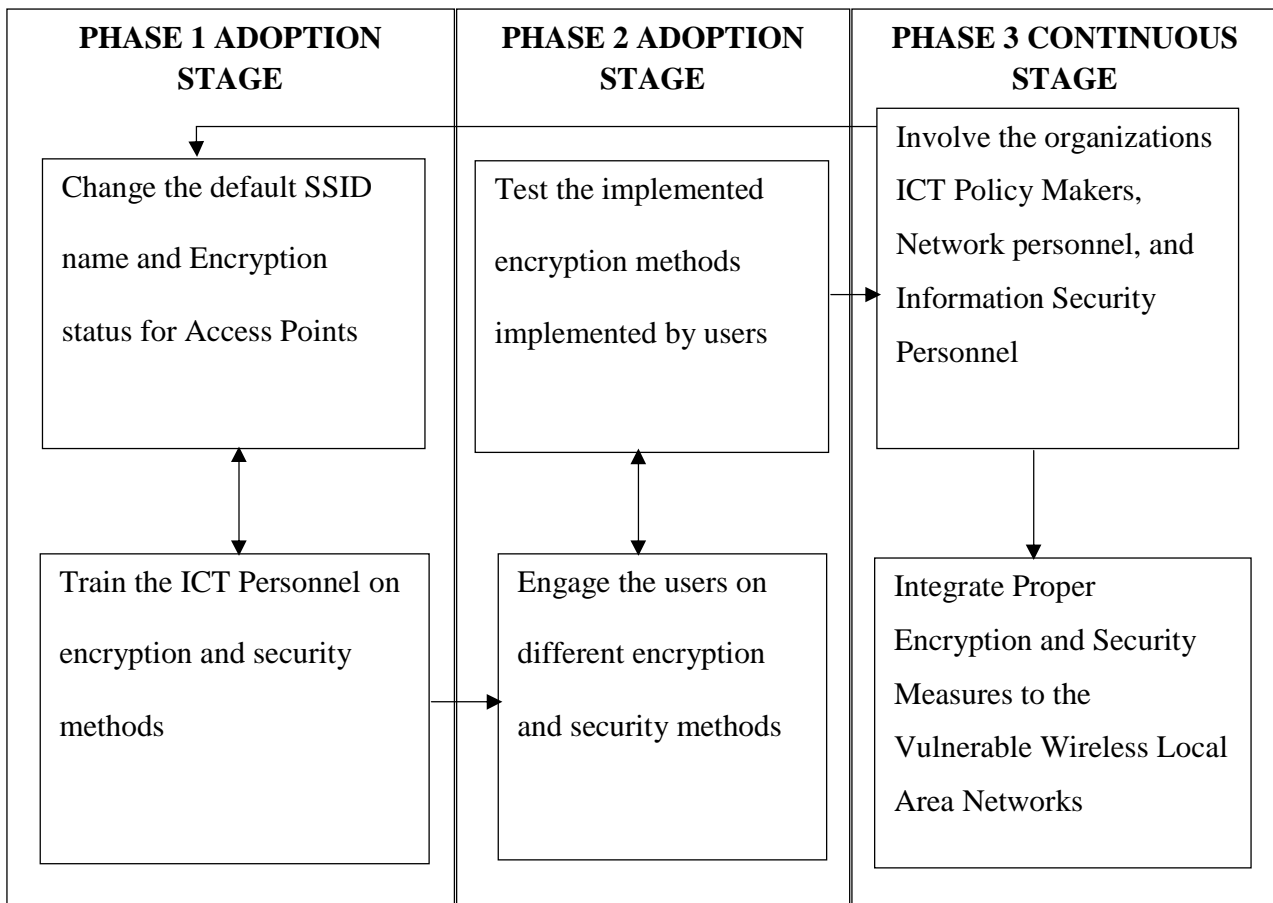 PHASE 1 ADOPTION
STAGE
Change the default SSID
name and Encryption
status for Access Points
Train the ICT Personnel on
encryption and security
methods
PHASE 2 ADOPTION
STAGE
Test the implemented
encryption methods
implemented by users
Engage the users on
different encryption
and security methods
PHASE 3 CONTINUOUS
STAGE
Involve the organizations
ICT Policy Makers,
Network personnel, and
Information Security
Personnel
Integrate Proper
Encryption and Security
Measures to the
Vulnerable Wireless Local
Area Networks